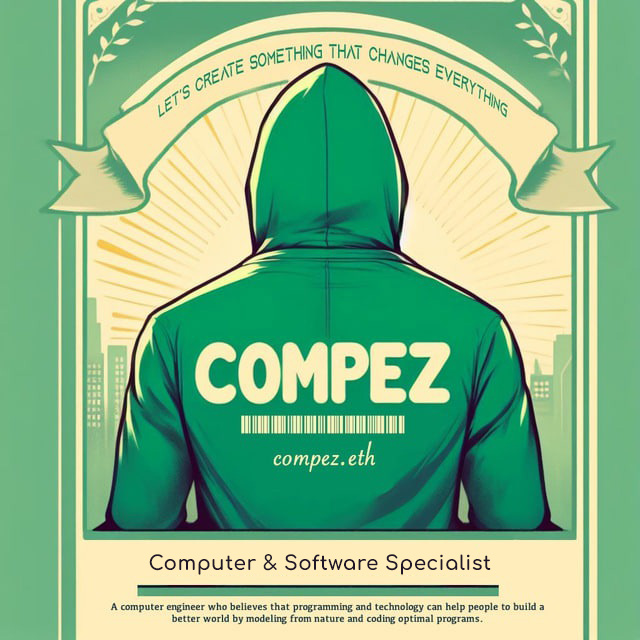 LET'S CREATE SOMETHING THAT CHANGES EVERYTHING
COMPEZ
compez.eth
Computer & Software Specialist
A computer engineer who believes that programming and technology can help people to build a
better world by modeling from nature and coding optimal programs.